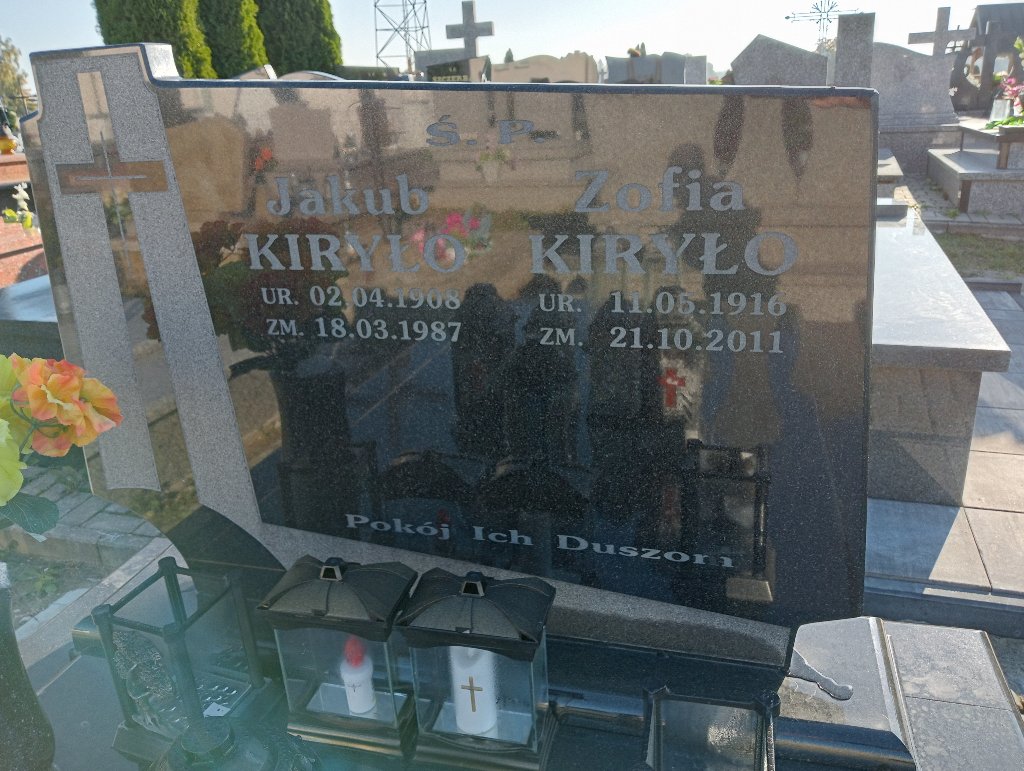 Ś. P.
Jakub Zofia
KIRYŁO KIRYŁO
UR. 02.04.1908 UR. 11.05.1916
ZM. 18.03.1987 ZM. 21.10.2011
Pokój Ich Duszom